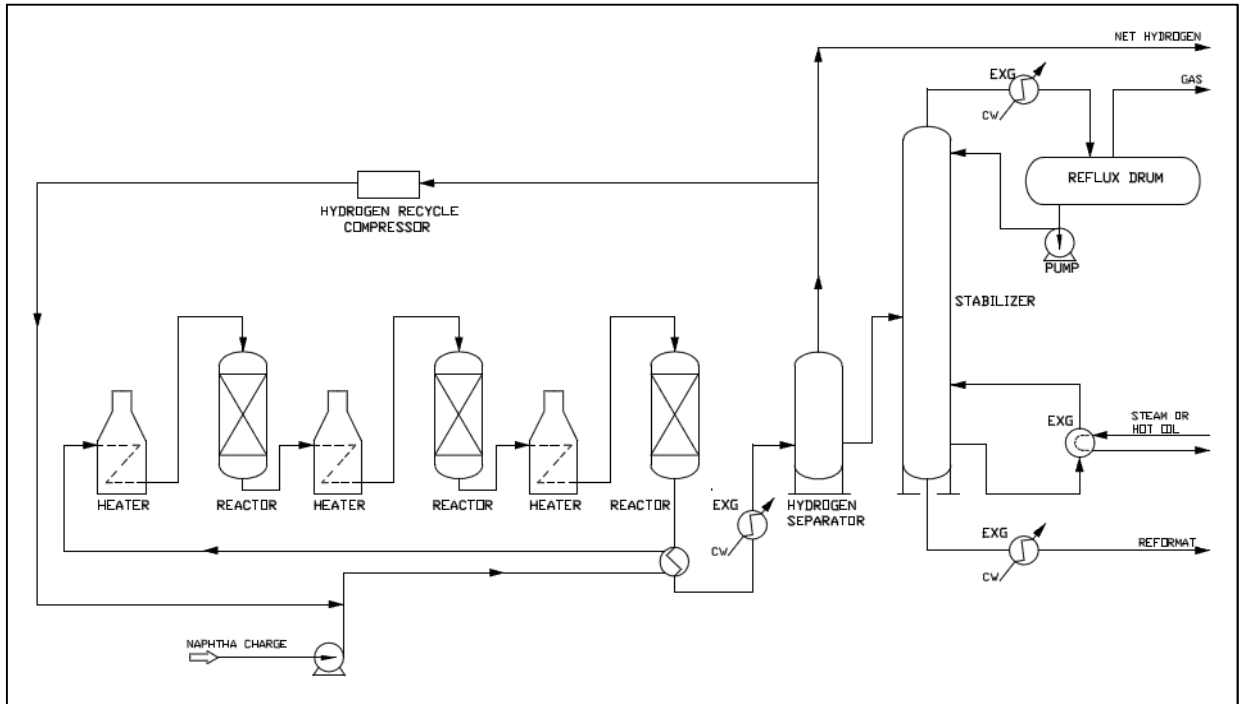 NET HYDROGEN
EXG
GAS
CW
REFLUX DRUM
HYDROGEN RECYCLE
COMPRESSOR
PUMP
STABILIZER
EXG
STEAM OR
HOT OIL
HEATER
REACTOR
HEATER
REACTOR
HEATER
REACTOR
EXG
CW
HYDROGEN
SEPARATOR
EXG
CW
REFORMAT
NAPHTHA CHARGE